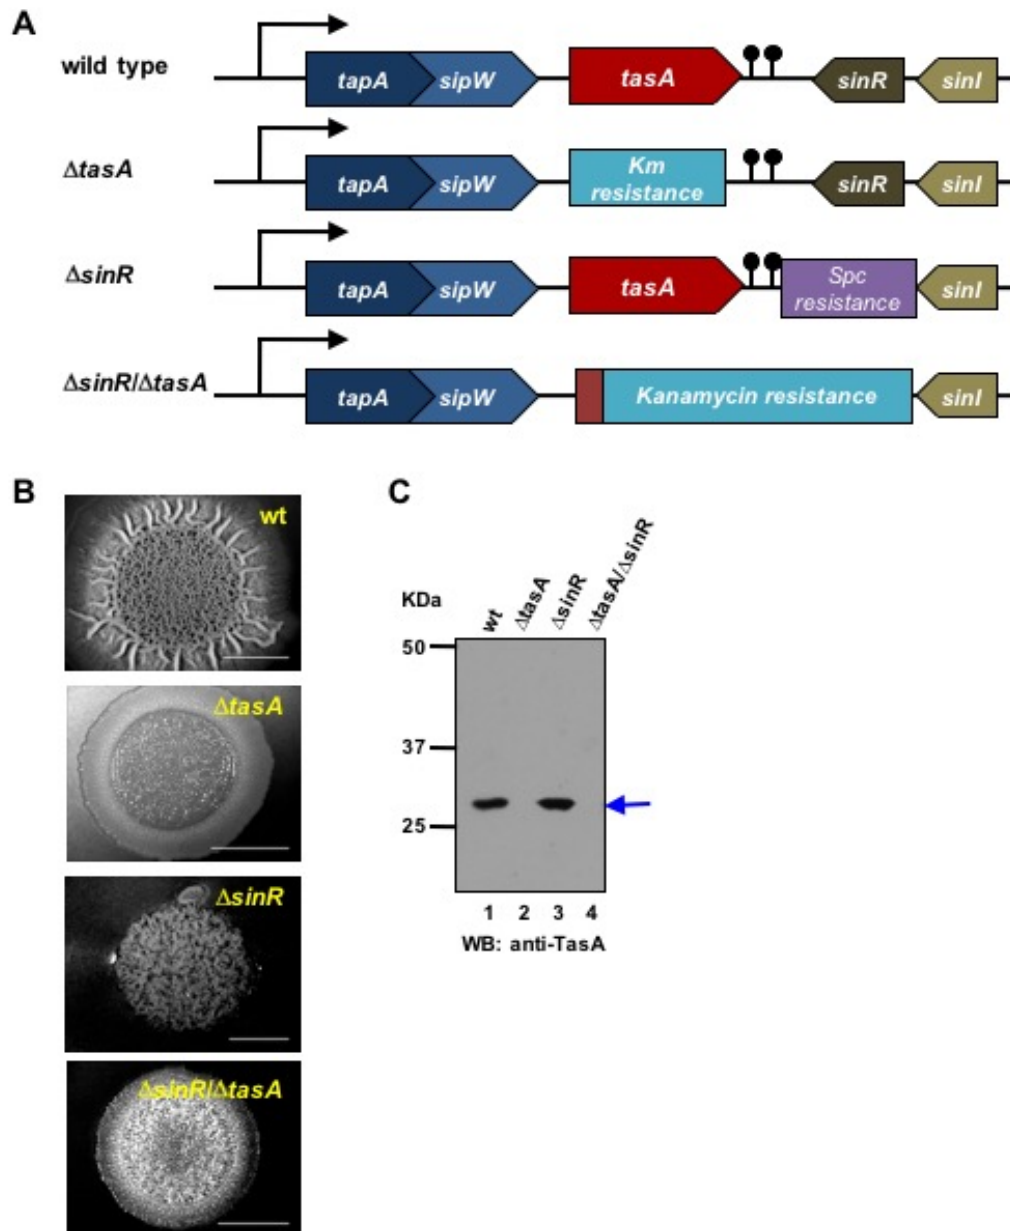 A
wild type
tapA sipW tasA sinR sinI
ΔtasA
tapA sipW Km resistance sinR sinI
ΔsinR
tapA sipW tasA Spc resistance sinI
ΔsinR/ΔtasA
tapA sipW Kanamycin resistance sinI
B
wt
ΔtasA
ΔsinR
ΔsinR/ΔtasA
C
KDa
wt
ΔtasA
ΔsinR
ΔtasA/ΔsinR
50
37
25
1 2 3 4
WB: anti-TasA